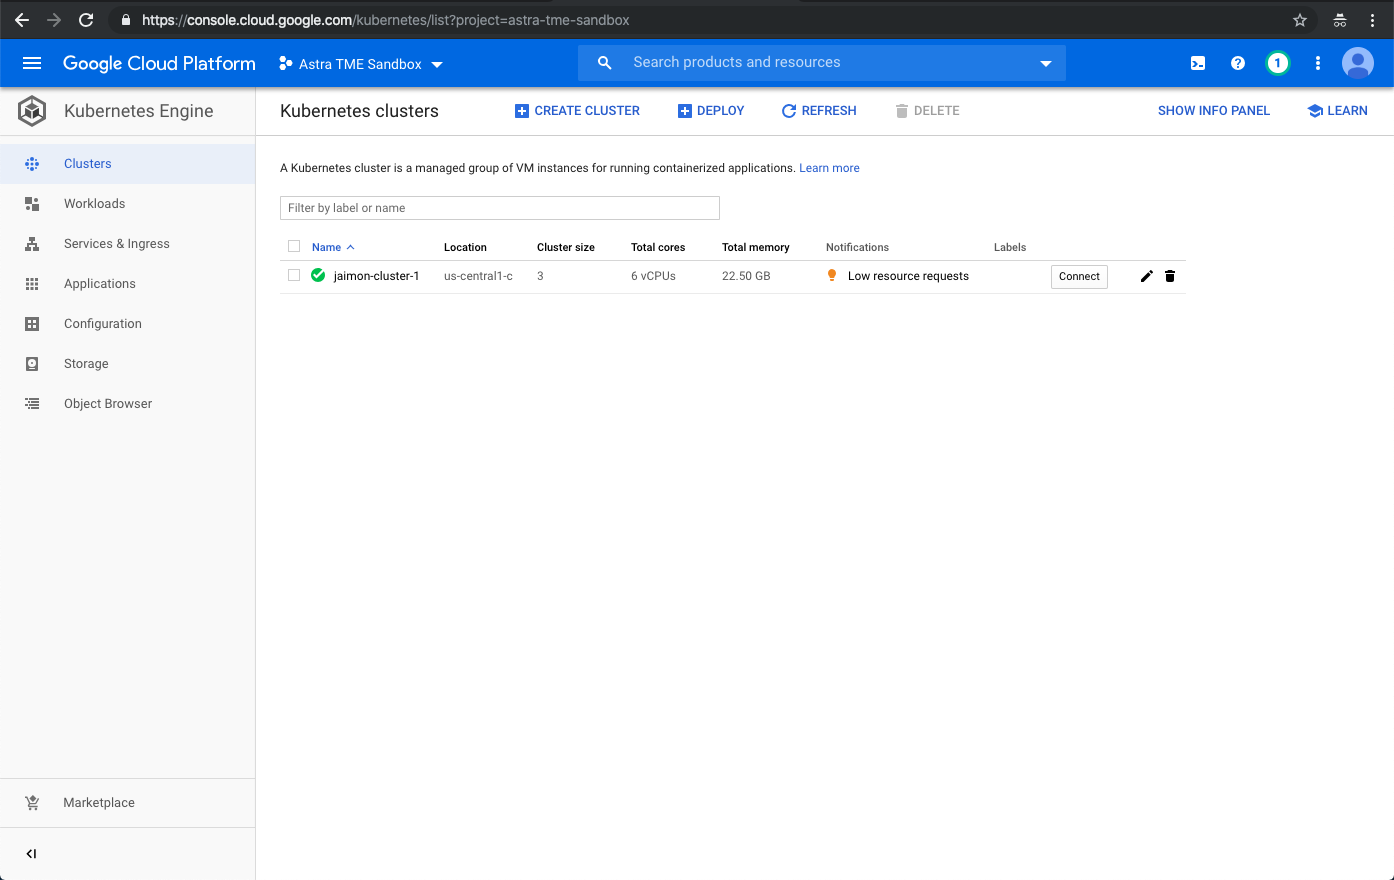 https://console.cloud.google.com/kubernetes/list?project=astra-tme-sandbox
Google Cloud Platform Astra TME Sandbox Search products and resources 1
Kubernetes Engine
Kubernetes clusters CREATE CLUSTER DEPLOY REFRESH DELETE SHOW INFO PANEL LEARN
Clusters
Workloads
Services & Ingress
Applications
Configuration
Storage
Object Browser
Marketplace
A Kubernetes cluster is a managed group of VM instances for running containerized applications. Learn more
Filter by label or name
Name Location Cluster size Total cores Total memory Notifications Labels
jaimon-cluster-1 us-central1-c 3 6 vCPUs 22.50 GB Low resource requests Connect